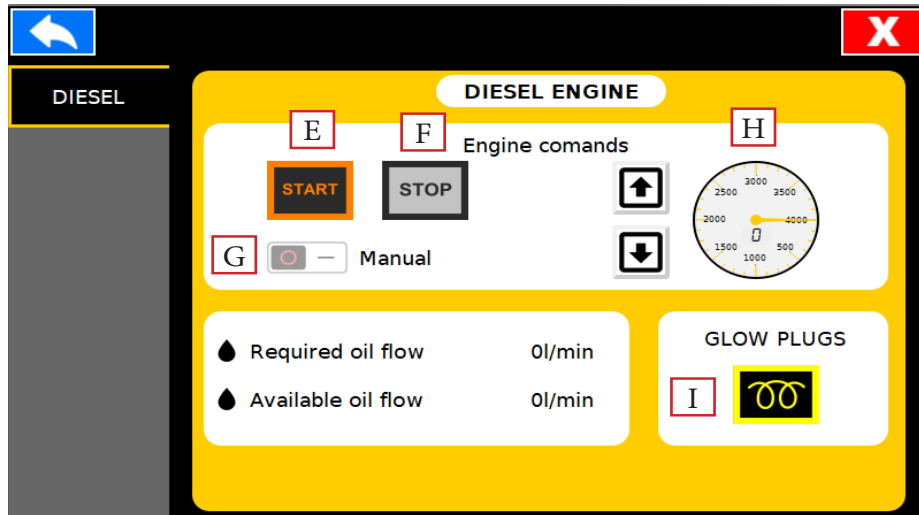 X
DIESEL
DIESEL ENGINE
E
F
H
Engine comands
START
STOP
3000
2500
3500
2000
4000
0
1500
500
1000
G
Manual
Required oil flow 0l/min
Available oil flow 0l/min
GLOW PLUGS
I